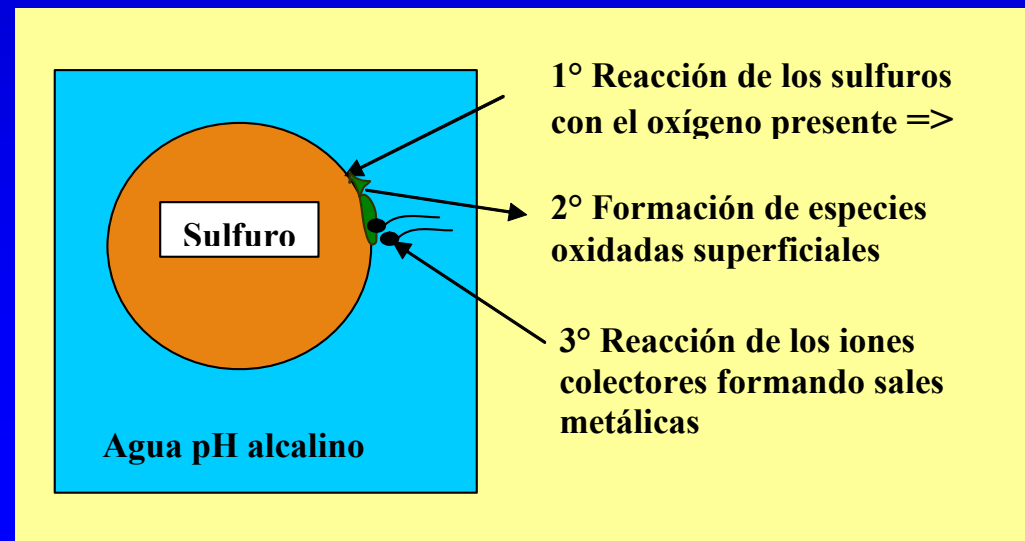 1° Reacción de los sulfuros
con el oxígeno presente =>
Sulfuro
2° Formación de especies
oxidadas superficiales
3° Reacción de los iones
colectores formando sales
metálicas
Agua pH alcalino